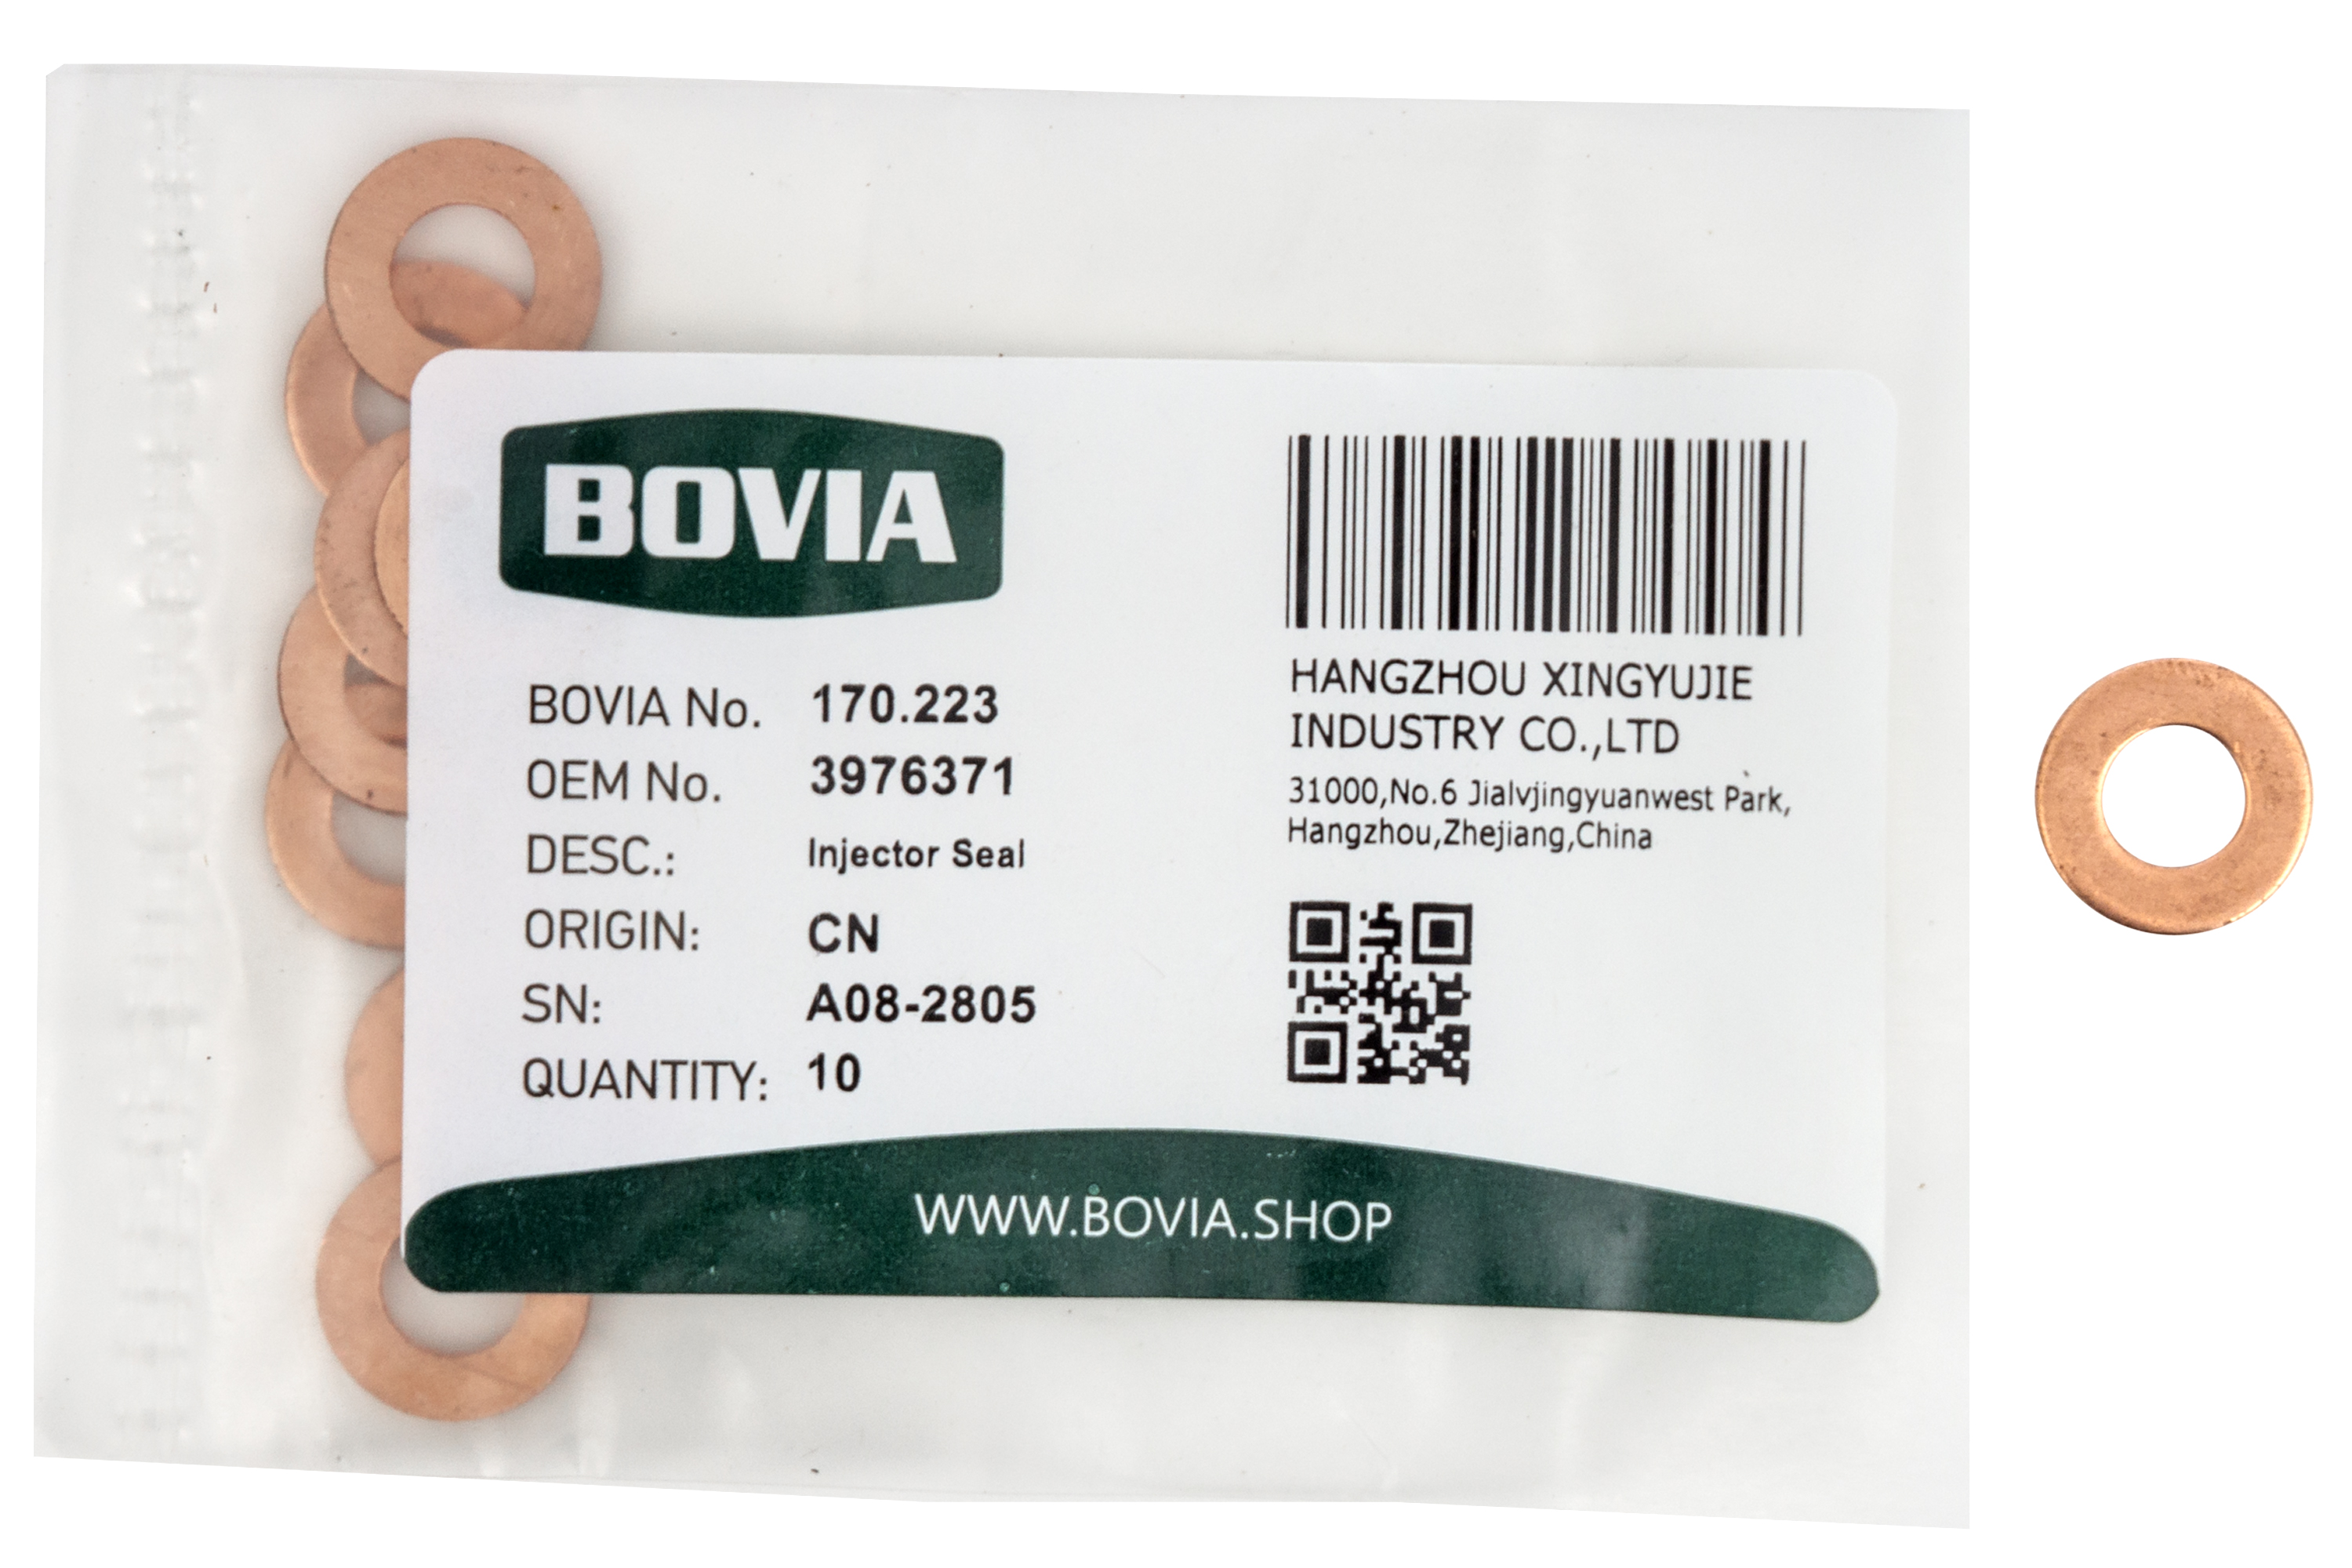 BOVIA
BOVIA No. 170.223
OEM No. 3976371
DESC.: Injector Seal
ORIGIN: CN
SN: A08-2805
QUANTITY: 10
HANGZHOU XINGYUJIE
INDUSTRY CO.,LTD
31000,No.6 Jialvjingyuanwest Park,
Hangzhou,Zhejiang,China
WWW.BOVIA.SHOP